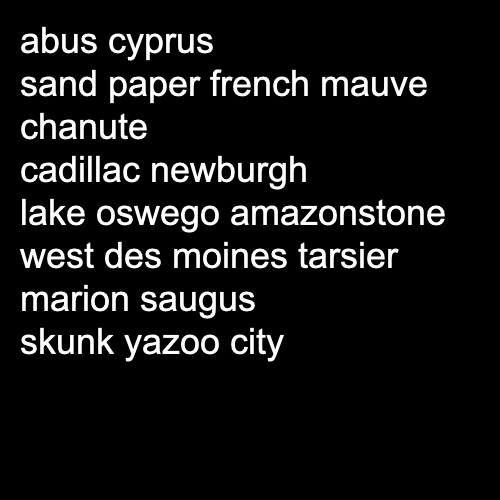 abus cyprus
sand paper french mauve
chanute
cadillac newburgh
lake oswego amazonstone
west des moines tarsier
marion saugus
skunk yazoo city